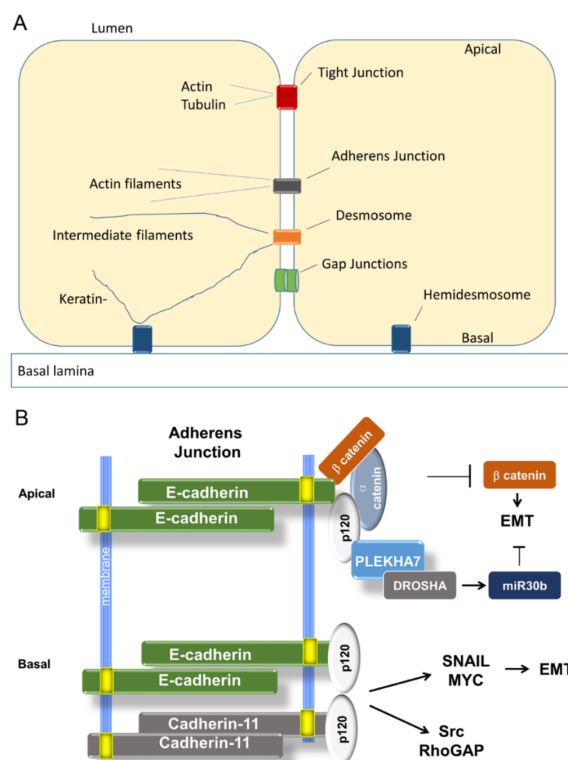 A
Lumen
Apical
Tight Junction
Actin
Tubulin
Adherens Junction
Actin filaments
Desmosome
Intermediate filaments
Gap Junctions
Keratin-
Hemidesmosome
Basal
Basal lamina
B
Adherens
Junction
β catenin
α
catenin
β catenin
Apical
E-cadherin
E-cadherin
p120
EMT
membrane
PLEKHA7
DROSHA
miR30b
E-cadherin
p120
Basal
E-cadherin
SNAIL
MYC
EMT
Cadherin-11
p120
Cadherin-11
Src
RhoGAP